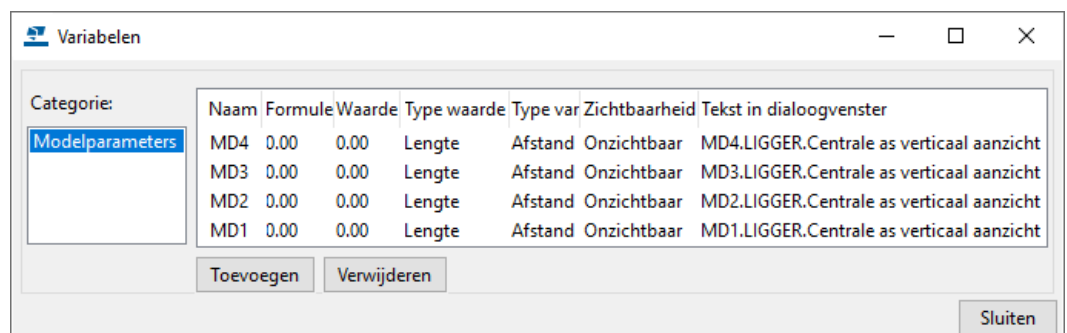 Variabelen
Categorie:
Modelparameters
Naam Formule Waarde Type waarde Type var Zichtbaarheid Tekst in dialoogvenster
MD4 0.00 0.00 Lengte Afstand Onzichtbaar MD4.LIGGER.Centrale as verticaal aanzicht
MD3 0.00 0.00 Lengte Afstand Onzichtbaar MD3.LIGGER.Centrale as verticaal aanzicht
MD2 0.00 0.00 Lengte Afstand Onzichtbaar MD2.LIGGER.Centrale as verticaal aanzicht
MD1 0.00 0.00 Lengte Afstand Onzichtbaar MD1.LIGGER.Centrale as verticaal aanzicht
Toevoegen Verwijderen
Sluiten